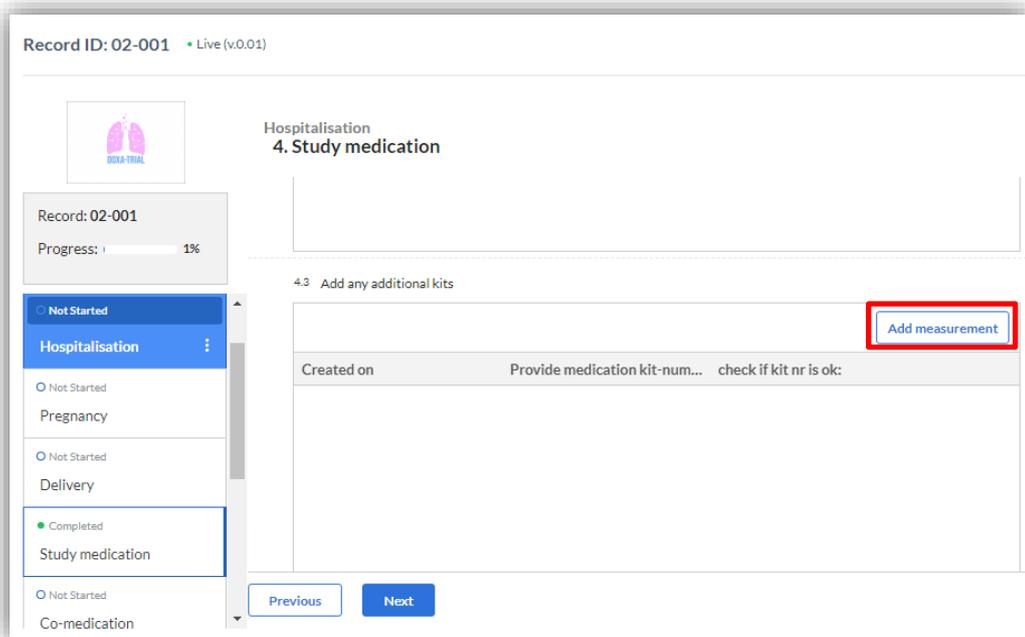 Record ID: 02-001 • Live (v.0.01)
DOXA-TRIAL
Record: 02-001
Progress: 1%
Not Started
Hospitalisation
Not Started
Pregnancy
Not Started
Delivery
Completed
Study medication
Not Started
Co-medication
Hospitalisation
4. Study medication
4.3 Add any additional kits
Add measurement
Created on Provide medication kit-num... check if kit nr is ok:
Previous Next